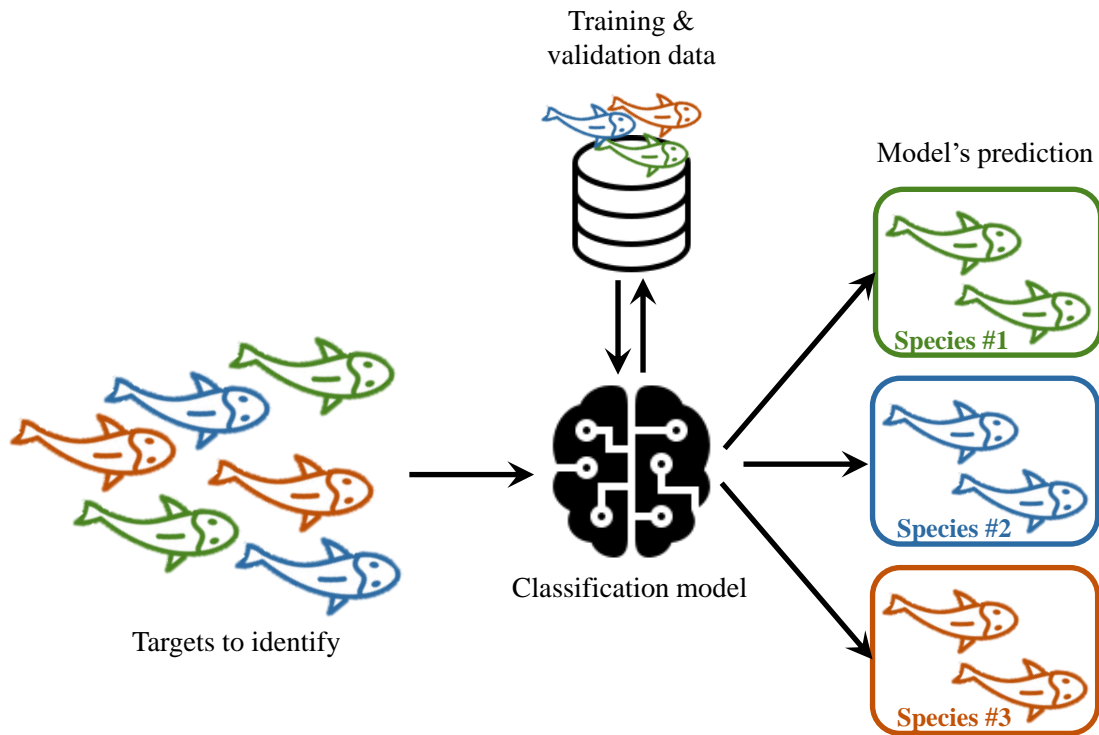 Training &
validation data
Model’s prediction
Species #1
Species #2
Classification model
Targets to identify
Species #3